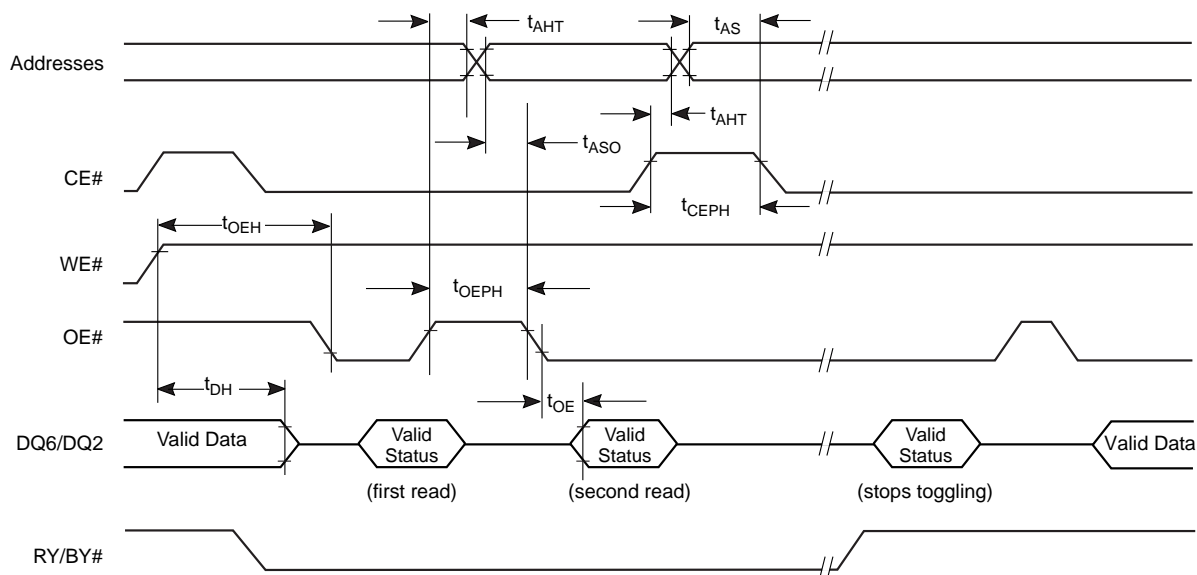 tAHT
tAS
Addresses
tAHT
tASO
CE#
tCEPH
tOEH
WE#
tOEPH
OE#
tDH
tOE
DQ6/DQ2
Valid Data
Valid
Status
Valid
Status
Valid
Status
Valid Data
(first read)
(second read)
(stops toggling)
RY/BY#